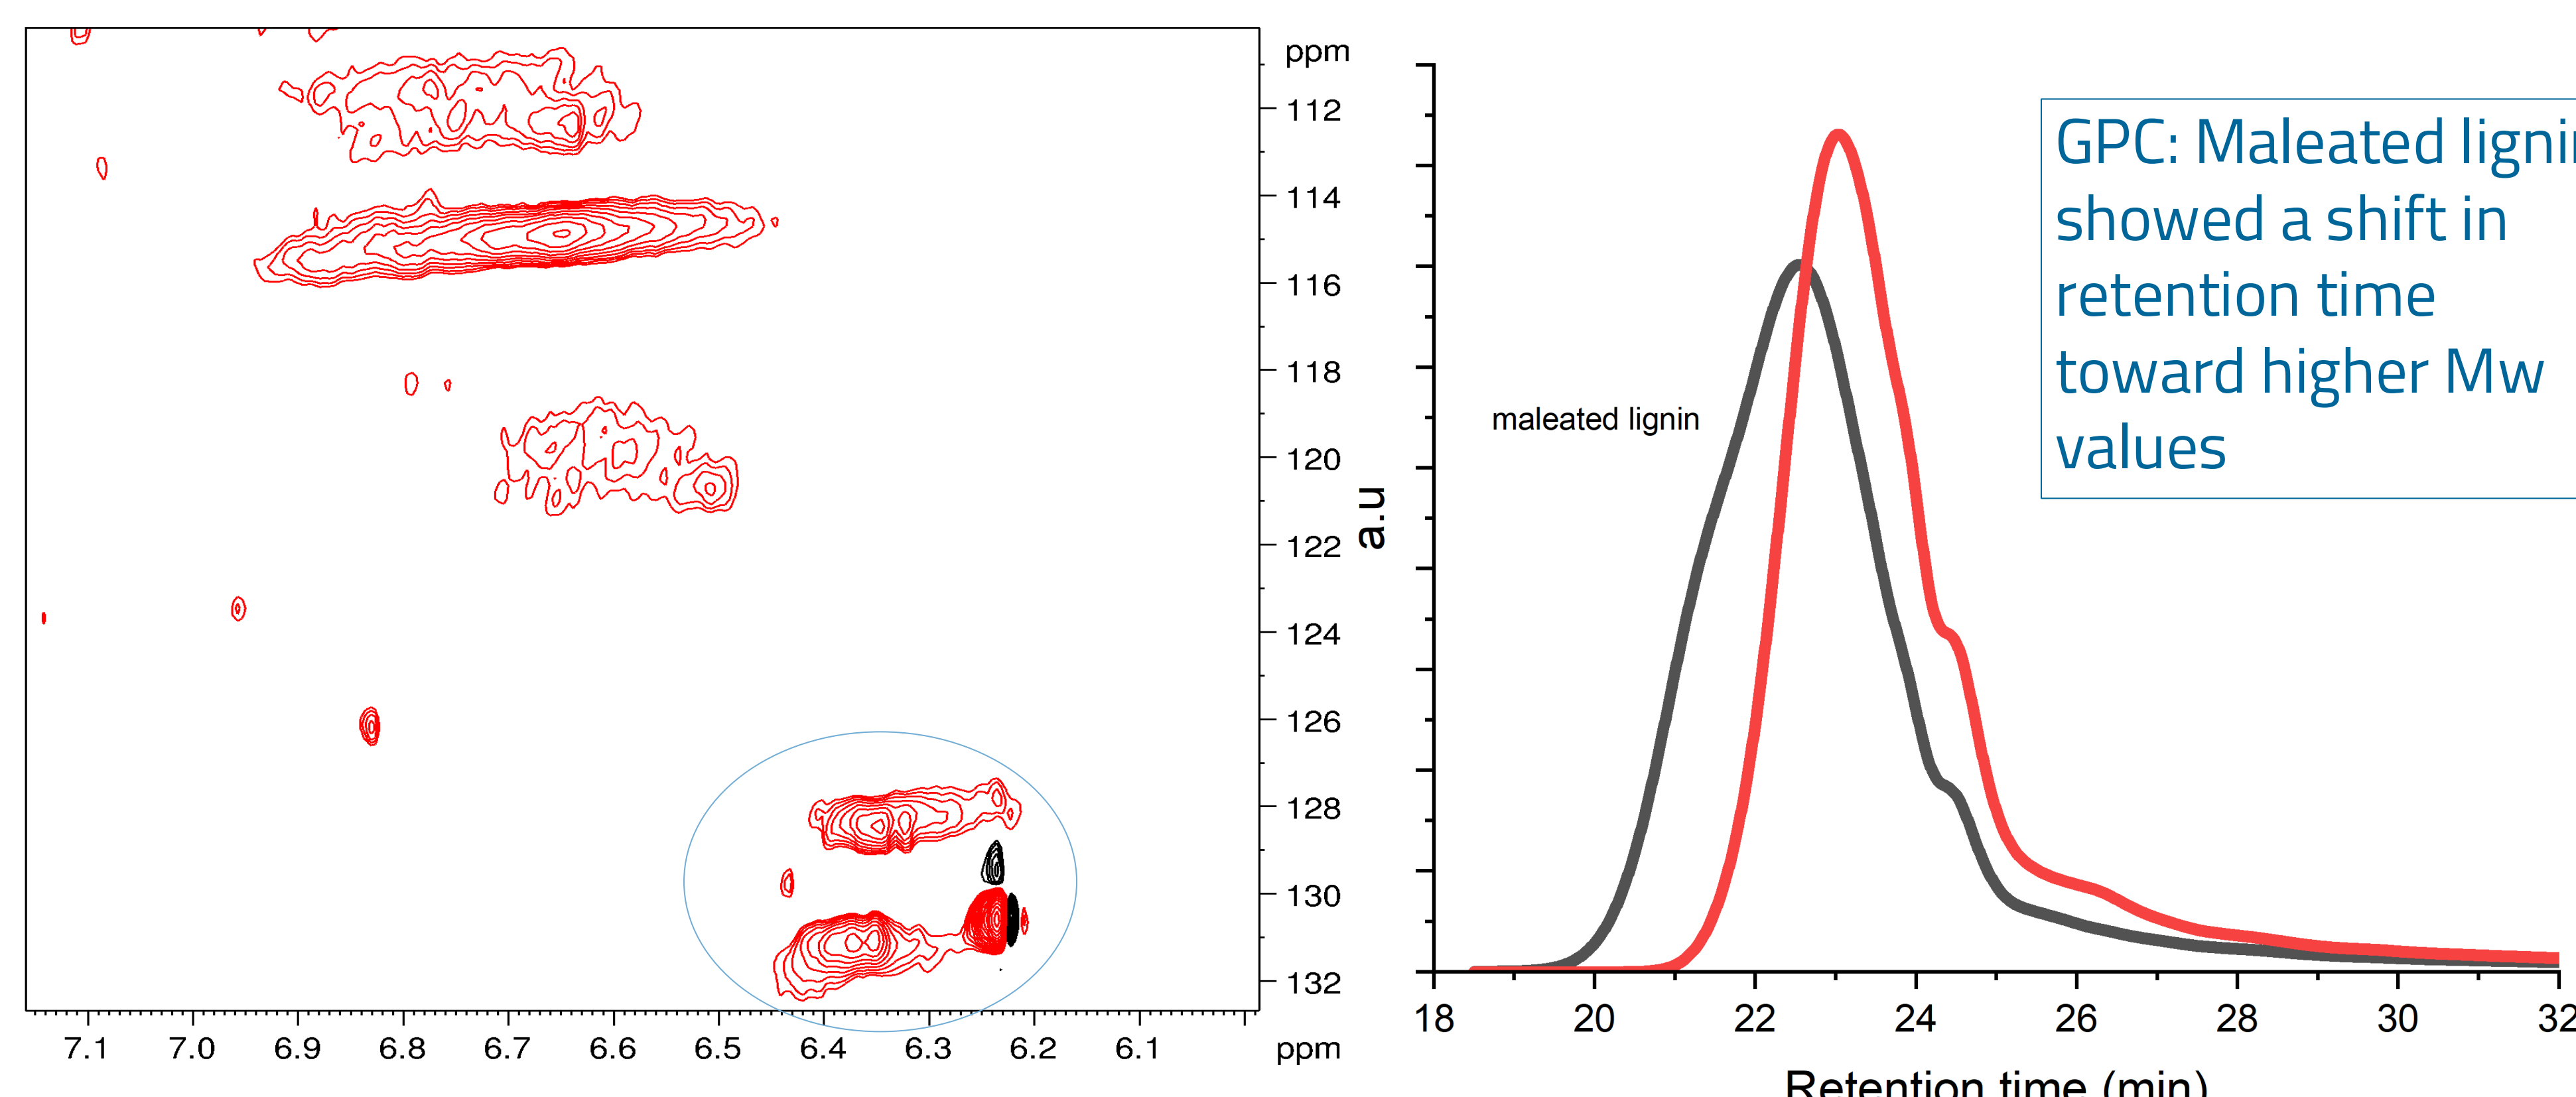 ppm
112
114
116
118
120
122
124
126
128
130
132
7.1 7.0 6.9 6.8 6.7 6.6 6.5 6.4 6.3 6.2 6.1 ppm
a.u
maleated lignin
GPC: Maleated ligni
showed a shift in
retention time
toward higher Mw
values
18 20 22 24 26 28 30 32
Retention time (min)